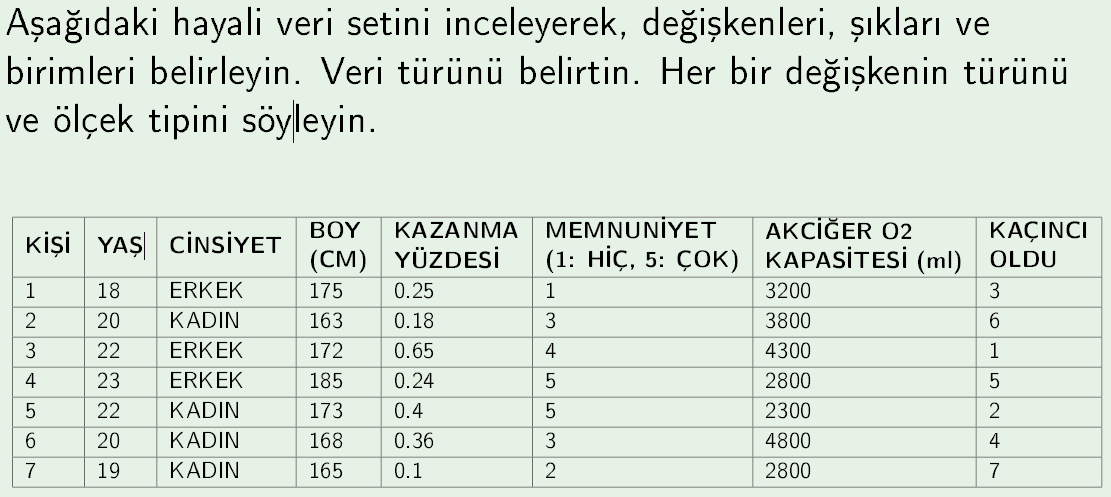 Aşağıdaki hayali veri setini inceleyerek, değişkenleri, şıkları ve
birimleri belirleyin. Veri türünü belirtin. Her bir değişkenin türünü
ve ölçek tipini söyleyin.
KİŞİ YAŞ CİNSİYET BOY (CM) KAZANMA YÜZDESİ MEMNUNİYET (1: HİÇ, 5: ÇOK) AKCİĞER O2 KAPASİTESİ (ml) KAÇINCI OLDU
1 18 ERKEK 175 0.25 1 3200 3
2 20 KADIN 163 0.18 3 3800 6
3 22 ERKEK 172 0.65 4 4300 1
4 23 ERKEK 185 0.24 5 2800 5
5 22 KADIN 173 0.4 5 2300 2
6 20 KADIN 168 0.36 3 4800 4
7 19 KADIN 165 0.1 2 2800 7